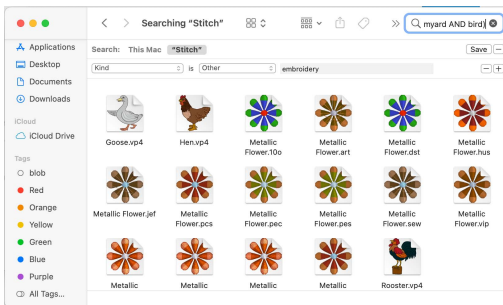 Searching “Stitch”
myard AND bird)
Applications
Desktop
Documents
Downloads
iCloud
iCloud Drive
Tags
blob
Red
Orange
Yellow
Green
Blue
Purple
All Tags...
Search: This Mac “Stitch” Save
Kind is Other embroidery
Goose.vp4
Hen.vp4
Metallic
Flower.10o
Metallic
Flower.art
Metallic
Flower.dst
Metallic
Flower.hus
Metallic Flower.jef
Metallic
Flower.pcs
Metallic
Flower.pec
Metallic
Flower.pes
Metallic
Flower.sew
Metallic
Flower.vip
Metallic
Metallic
Metallic
Metallic
Rooster.vp4